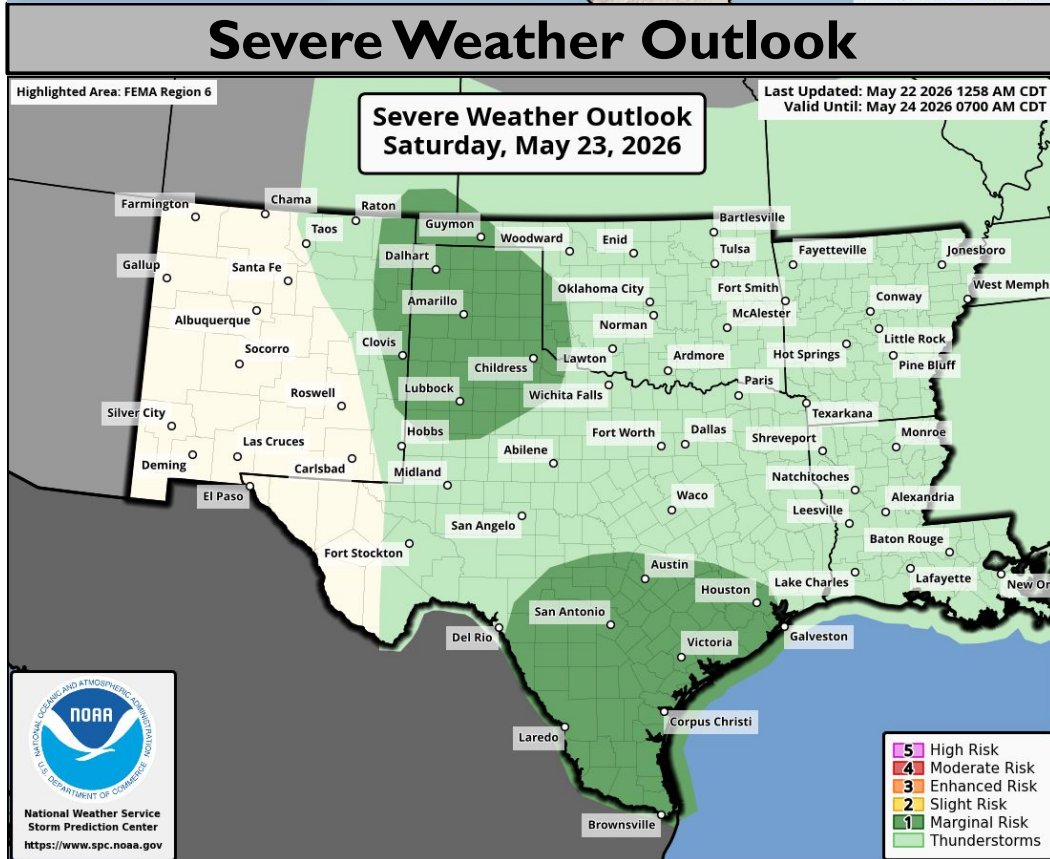 Severe Weather Outlook
Highlighted Area: FEMA Region 6
Last Updated: May 22 2026 1258 AM CDT
Valid Until: May 24 2026 0700 AM CDT
Severe Weather Outlook
Saturday, May 23, 2026
Farmington
Chama
Raton
Taos
Guymon
Woodward
Enid
Bartlesville
Tulsa
Fayetteville
Jonesboro
Gallup
Santa Fe
Dalhart
Amarillo
Oklahoma City
Fort Smith
Conway
West Memph
Albuquerque
Norman
McAlester
Little Rock
Socorro
Clovis
Childress
Lawton
Ardmore
Hot Springs
Pine Bluff
Roswell
Lubbock
Wichita Falls
Paris
Texarkana
Silver City
Las Cruces
Hobbs
Abilene
Fort Worth
Dallas
Shreveport
Monroe
Deming
Carlsbad
Midland
Natchitoches
El Paso
San Angelo
Waco
Leesville
Alexandria
Fort Stockton
Baton Rouge
Austin
Houston
Lake Charles
Lafayette
New Or
San Antonio
Del Rio
Victoria
Galveston
Laredo
Corpus Christi
Brownsville
NATIONAL OCEANIC AND ATMOSPHERIC ADMINISTRATION
NOAA
U.S. DEPARTMENT OF COMMERCE
National Weather Service
Storm Prediction Center
https://www.spc.noaa.gov
5 High Risk
4 Moderate Risk
3 Enhanced Risk
2 Slight Risk
1 Marginal Risk
Thunderstorms